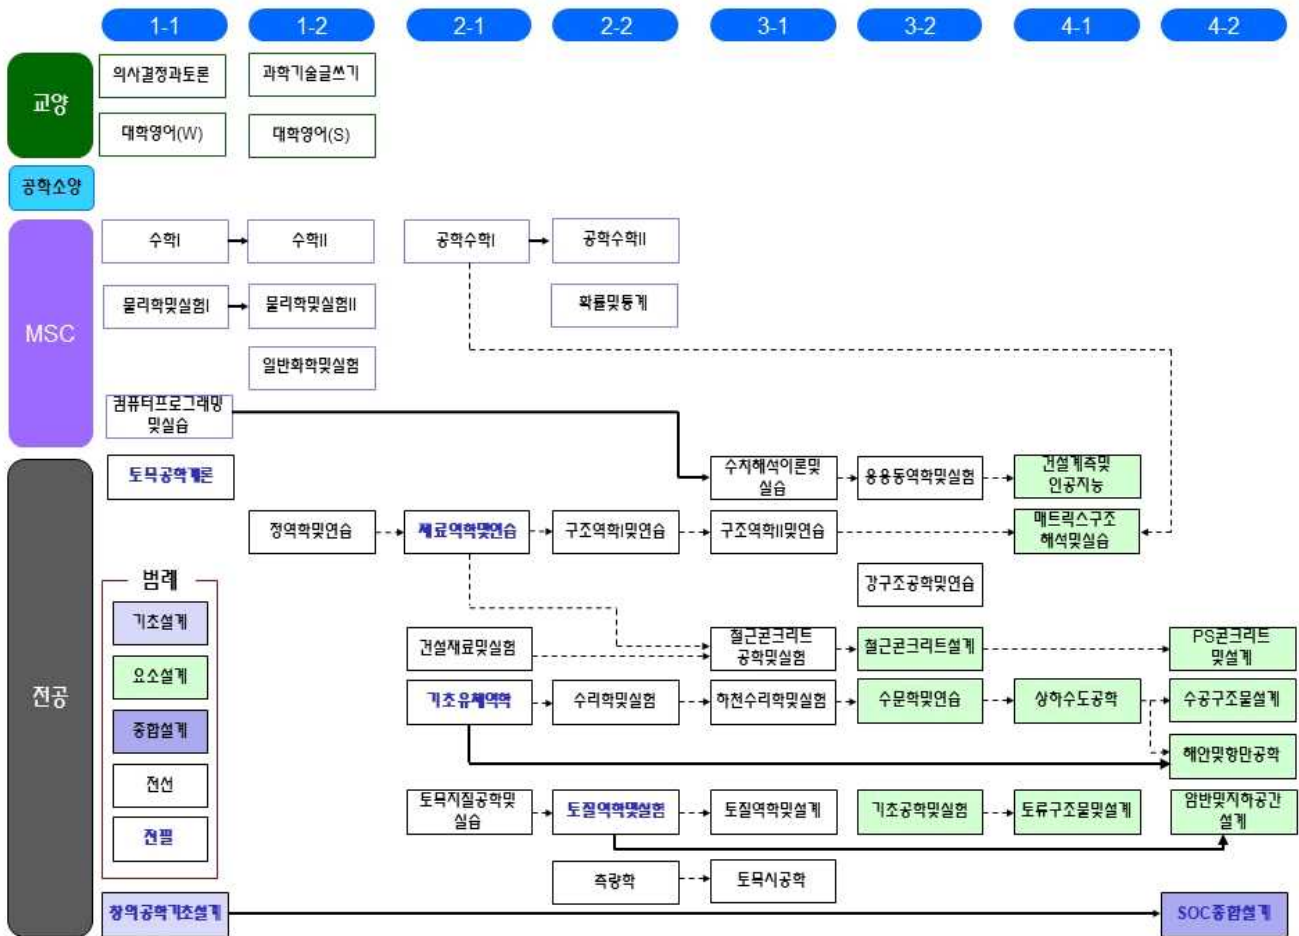 1-1
1-2
2-1
2-2
3-1
3-2
4-1
4-2
교양
의사결정과토론
과학기술글쓰기
대학영어(W)
대학영어(S)
공학소양
MSC
수학I
수학II
공학수학I
공학수학II
물리학및실험I
물리학및실험II
확률및통계
일반화학및실험
컴퓨터프로그래밍
및실습
전공
토목공학개론
수치해석이론및
실습
응용동역학및실험
건설계측및
인공지능
정역학및연습
재료역학및연습
구조역학I및연습
구조역학II및연습
매트릭스구조
해석및실습
강구조공학및연습
범례
기초설계
요소설계
종합설계
전선
전필
건설재료및실험
철근콘크리트
공학및실험
철근콘크리트설계
PS콘크리트
및설계
기초유체역학
수리학및실험
하천수리학및실험
수문학및연습
상하수도공학
수공구조물설계
해안및항만공학
토목지질공학및
실습
토질역학및실험
토질역학및설계
기초공학및실험
토류구조물및설계
암반및지하공간
설계
측량학
토목시공학
창의공학기초설계
SOC종합설계